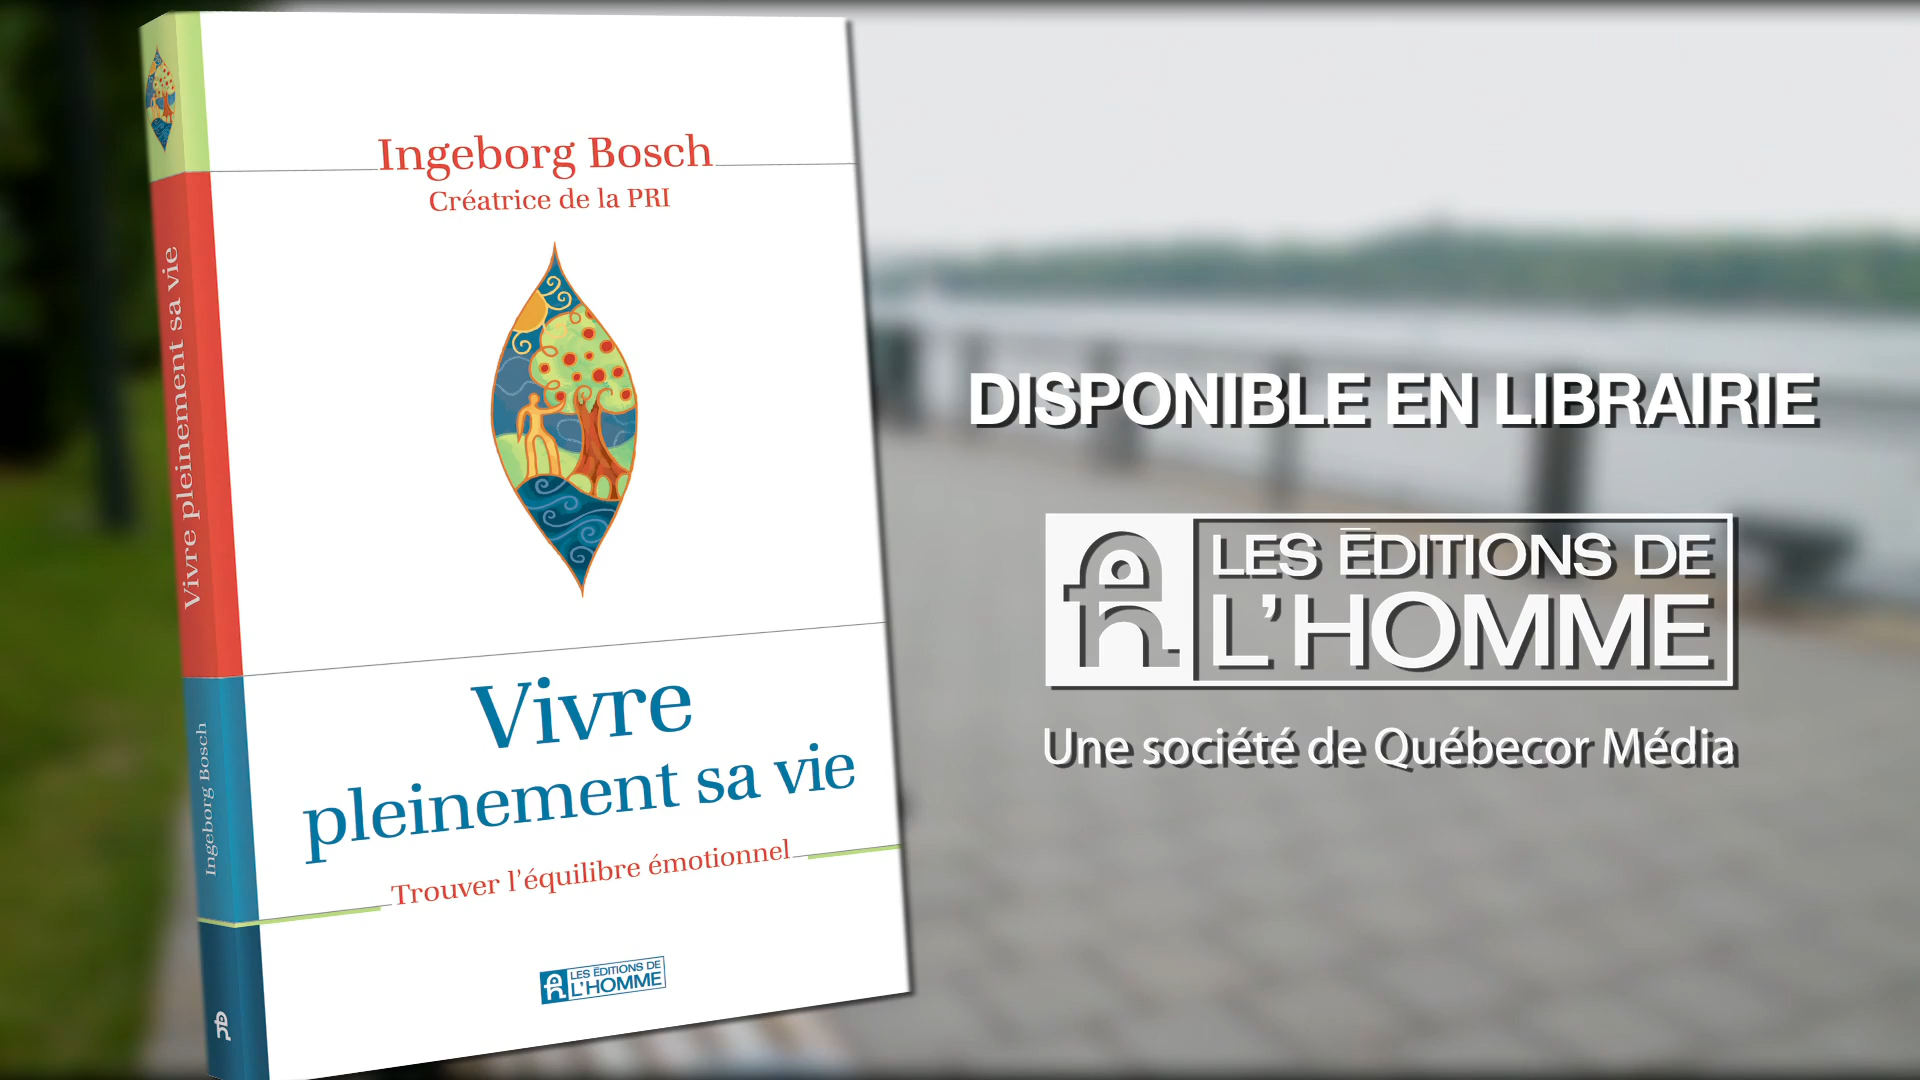 Ingeborg Bosch
Créatrice de la PRI
Vivre
pleinement sa vie
Trouver l'équilibre émotionnel
LES ÉDITIONS DE
L'HOMME
Vivre pleinement sa vie
Ingeborg Bosch
DISPONIBLE EN LIBRAIRIE
LES ÉDITIONS DE
L'HOMME
Une société de Québecor Média